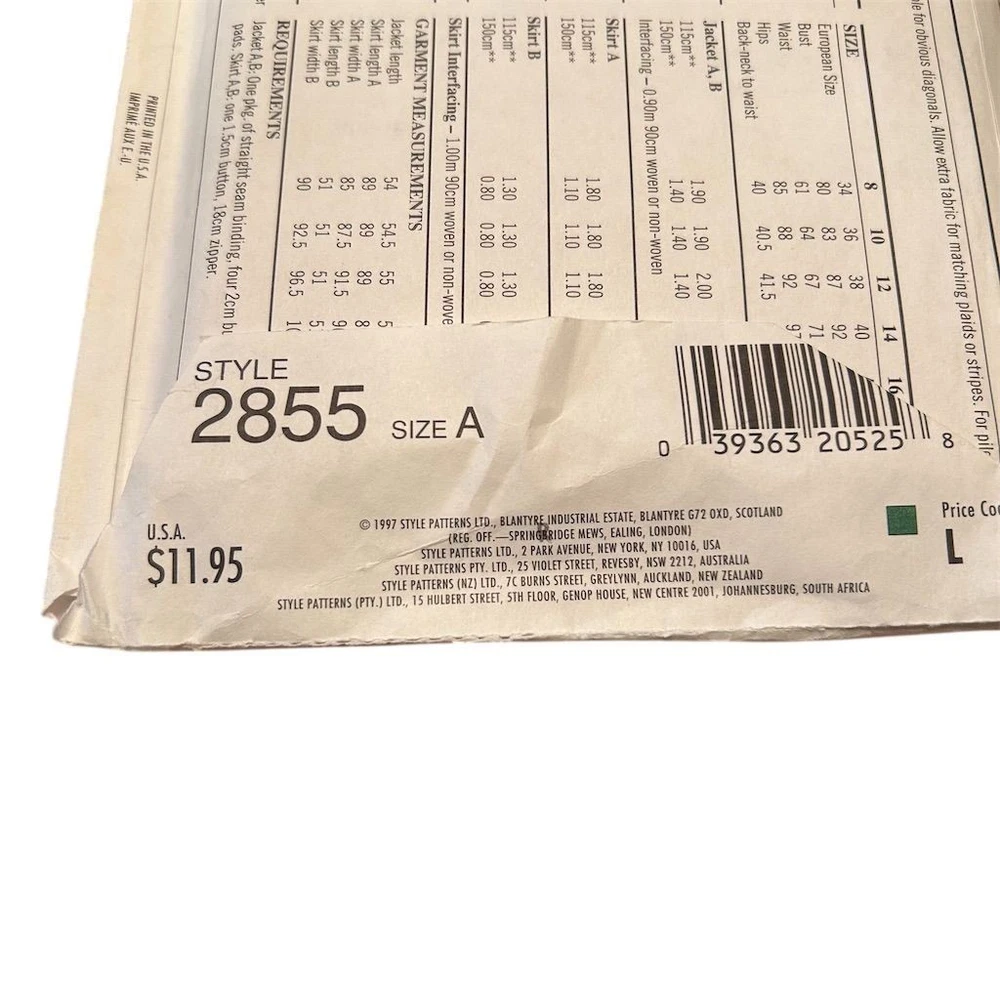 ole for obvious diagonals. Allow extra fabric for matching plaids or stripes. For
SIZE 8 10 12 14 16
European Size 34 36 38 40
Bust 80 83 87 92
Waist 61 64 67 71
Hips 85 88 92 97
Back-neck to waist 40 40.5 41.5
Jacket A, B
115cm** 1.90 1.90 2.00
150cm** 1.40 1.40 1.40
Interfacing – 0.90m 90cm woven or non-woven
Skirt A
115cm** 1.80 1.80 1.80
150cm** 1.10 1.10 1.10
Skirt B
115cm** 1.30 1.30 1.30
150cm** 0.80 0.80 0.80
Skirt Interfacing – 1.00m 90cm woven or non-wove
GARMENT MEASUREMENTS
Jacket length 54 54.5 55 5
Skirt length A 89 89 89 8
Skirt width A 85 87.5 91.5 9
Skirt length B 51 51 51 5
Skirt width B 90 92.5 96.5 1
REQUIREMENTS
Jacket A,B: One pkg. of straight seam binding, four 2cm bu
pads. Skirt A,B: one 1.5cm button, 18cm zipper.
PRINTED IN THE U.S.A.
IMPRIMÉ AUX É.-U.
STYLE
2855 SIZE A
0 39363 20525 8
U.S.A.
$11.95
© 1997 STYLE PATTERNS LTD., BLANTYRE INDUSTRIAL ESTATE, BLANTYRE G72 OXD, SCOTLAND
(REG. OFF.—SPRINGBRIDGE MEWS, EALING, LONDON)
STYLE PATTERNS LTD., 2 PARK AVENUE, NEW YORK, NY 10016, USA
STYLE PATTERNS PTY. LTD., 25 VIOLET STREET, REVESBY, NSW 2212, AUSTRALIA
STYLE PATTERNS (NZ) LTD., 7C BURNS STREET, GREYLYNN, AUCKLAND, NEW ZEALAND
STYLE PATTERNS (PTY.) LTD., 15 HULBERT STREET, 5TH FLOOR, GENOP HOUSE, NEW CENTRE 2001, JOHANNESBURG, SOUTH AFRICA
Price Co
L